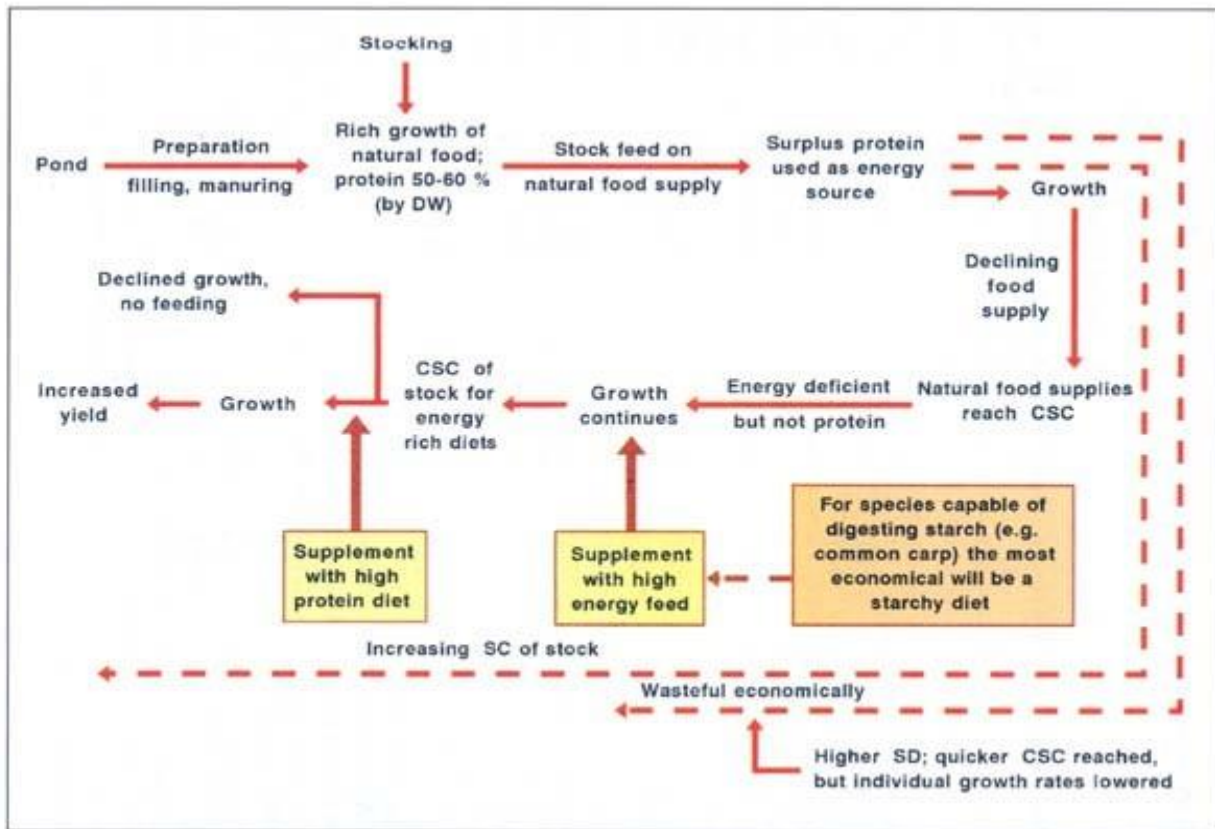 Stocking
Pond
Preparation
filling, manuring
Rich growth of
natural food;
protein 50-60 %
(by DW)
Stock feed on
natural food supply
Surplus protein
used as energy
source
Growth
Declining
food
supply
Natural food supplies
reach CSC
Energy deficient
but not protein
Growth
continues
CSC of
stock for
energy
rich diets
Declined growth,
no feeding
Growth
Increased
yield
Supplement
with high
protein diet
Supplement
with high
energy feed
For species capable of
digesting starch (e.g.
common carp) the most
economical will be a
starchy diet
Increasing SC of stock
Wasteful economically
Higher SD; quicker CSC reached,
but individual growth rates lowered